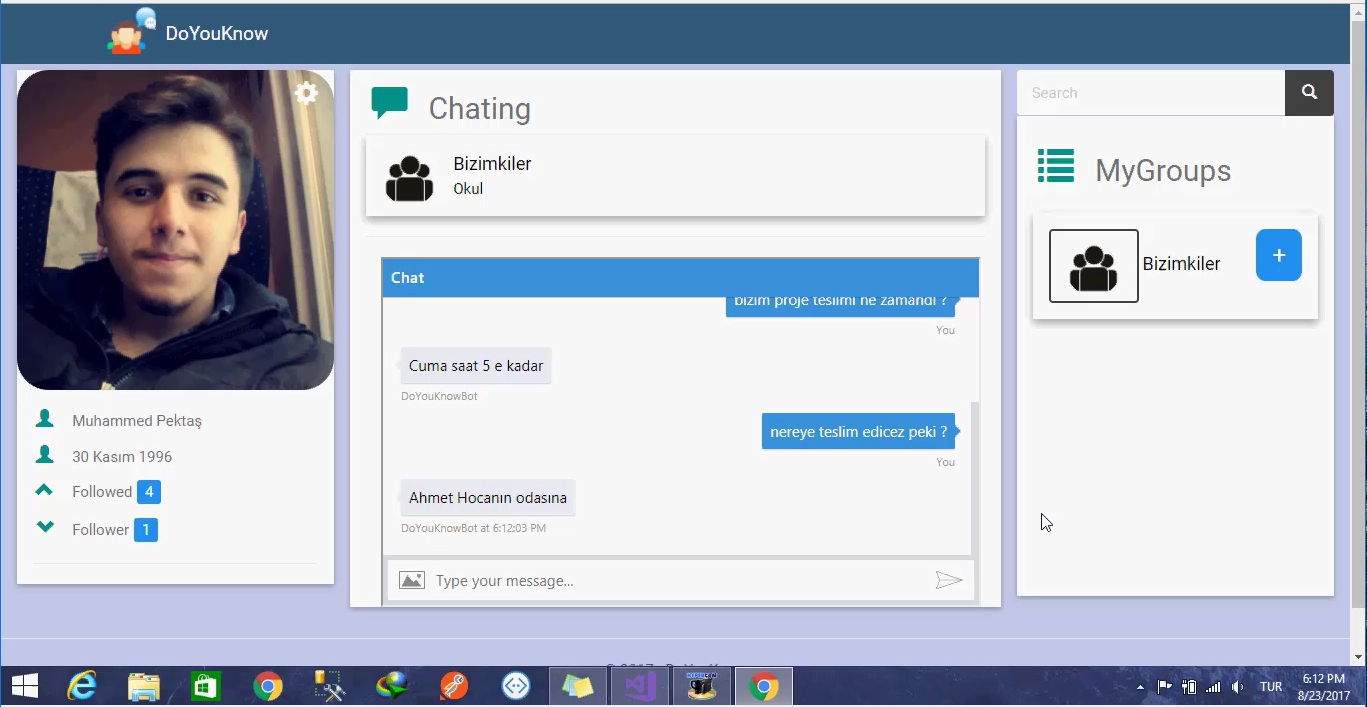 DoYouKnow
Muhammed Pektaş
30 Kasım 1996
Followed 4
Follower 1
Chating
Bizimkiler
Okul
Chat
bizim proje teslimi ne zamandı ?
You
Cuma saat 5 e kadar
DoYouKnowBot
nereye teslim edicez peki ?
You
Ahmet Hocanın odasına
DoYouKnowBot at 6:12:03 PM
Type your message...
Search
MyGroups
Bizimkiler
+
TUR
6:12 PM
8/23/2017